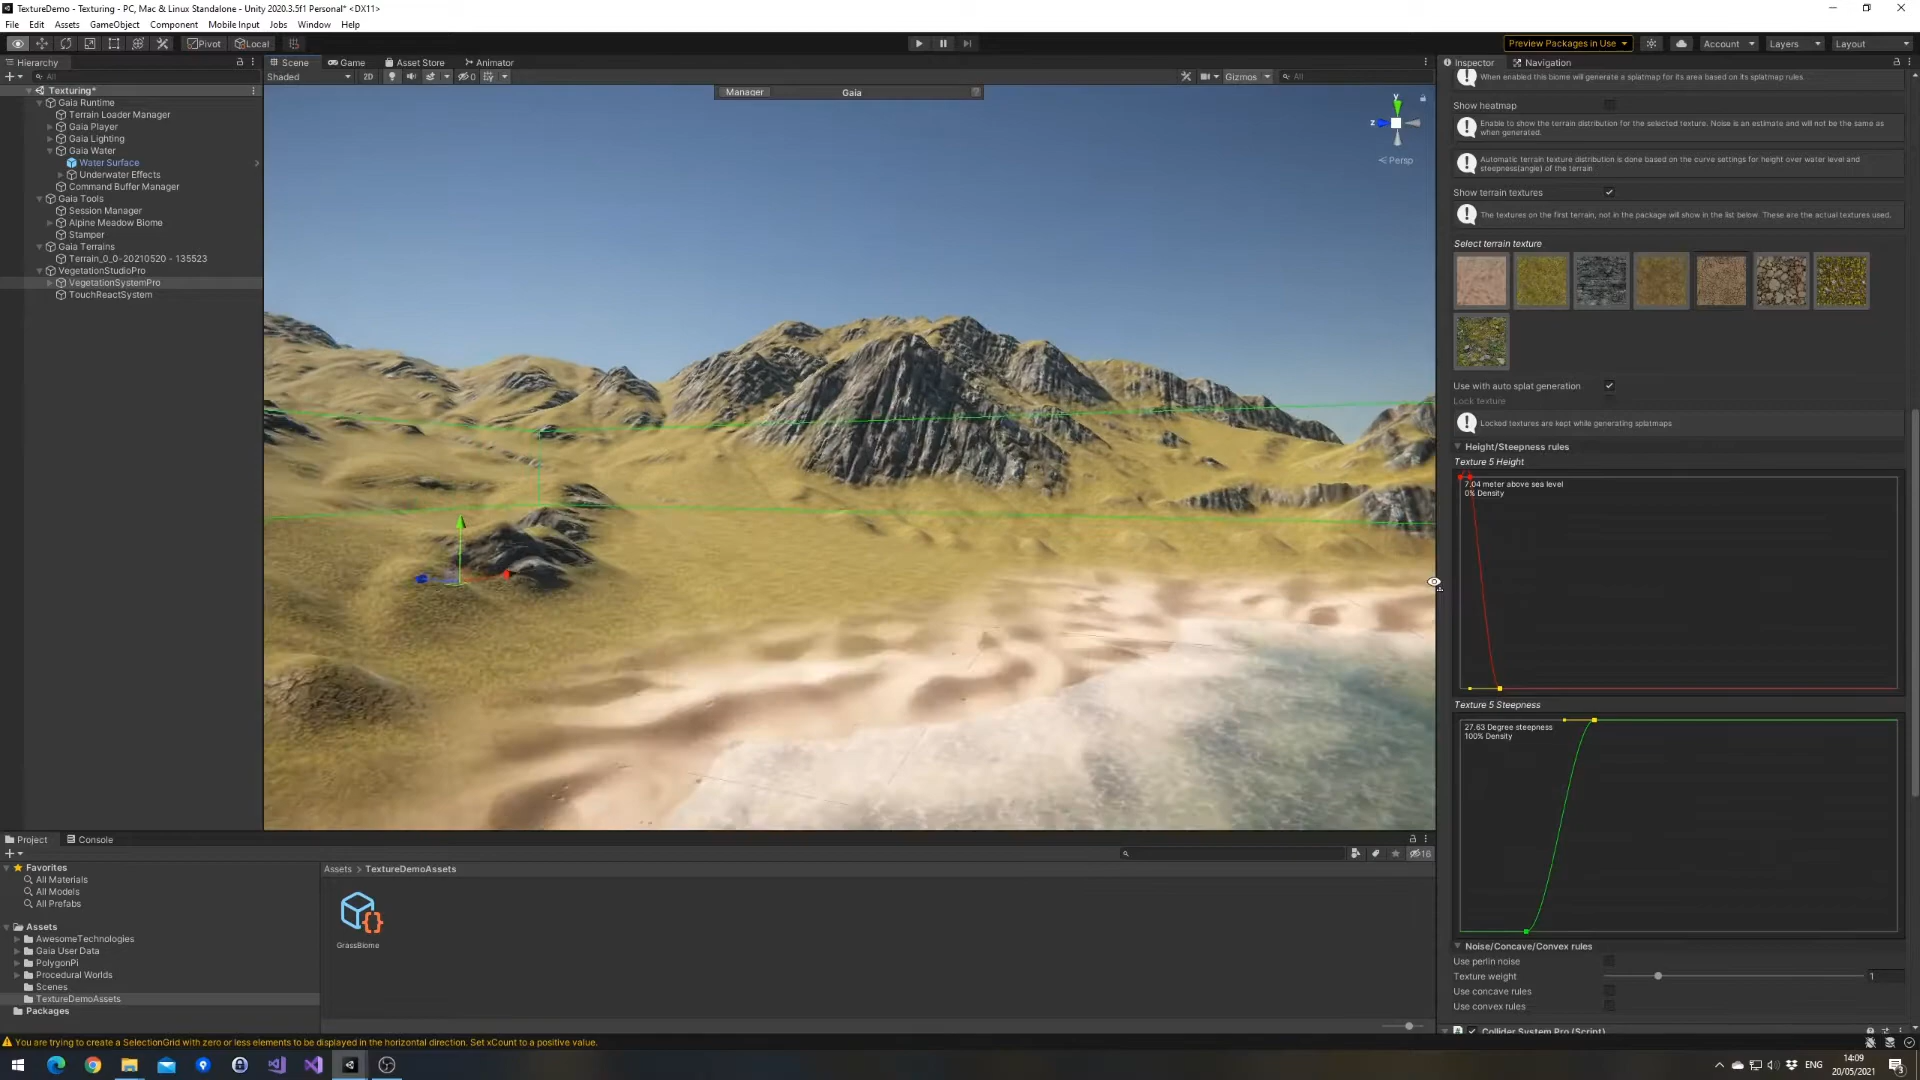 TextureDemo - Texturing - PC, Mac & Linux Standalone - Unity 2020.3.5f1 Personal* <DX11>
File Edit Assets GameObject Component Mobile Input Jobs Window Help
Pivot Local Preview Packages in Use Account Layers Layout
Hierarchy
All
Texturing*
Gaia Runtime
Terrain Loader Manager
Gaia Player
Gaia Lighting
Gaia Water
Water Surface
Underwater Effects
Command Buffer Manager
Gaia Tools
Session Manager
Alpine Meadow Biome
Stamper
Gaia Terrains
Terrain_0_0-20210520 - 135523
VegetationStudioPro
VegetationSystemPro
TouchReactSystem
Scene Game Asset Store Animator
Shaded 2D 0 Gizmos All
Manager Gaia
y
z
Persp
Inspector Navigation
When enabled this biome will generate a splatmap for its area based on its splatmap rules.
Show heatmap
Enable to show the terrain distribution for the selected texture. Noise is an estimate and will not be the same as
when generated.
Automatic terrain texture distribution is done based on the curve settings for height over water level and
steepness(angle) of the terrain
Show terrain textures
The textures on the first terrain, not in the package will show in the list below. These are the actual textures used.
Select terrain texture
Use with auto splat generation
Lock texture
Locked textures are kept while generating splatmaps
Height/Steepness rules
Texture 5 Height
7.04 meter above sea level
0% Density
Texture 5 Steepness
27.63 Degree steepness
100% Density
Noise/Concave/Convex rules
Use perlin noise
Texture weight 1
Use concave rules
Use convex rules
Collider System Pro (Script)
Project Console
Favorites
All Materials
All Models
All Prefabs
Assets
AwesomeTechnologies
Gaia User Data
PolygonPi
Procedural Worlds
Scenes
TextureDemoAssets
Packages
Assets > TextureDemoAssets
16
GrassBiome
You are trying to create a SelectionGrid with zero or less elements to be displayed in the horizontal direction. Set xCount to a positive value.
ENG
14:09
20/05/2021